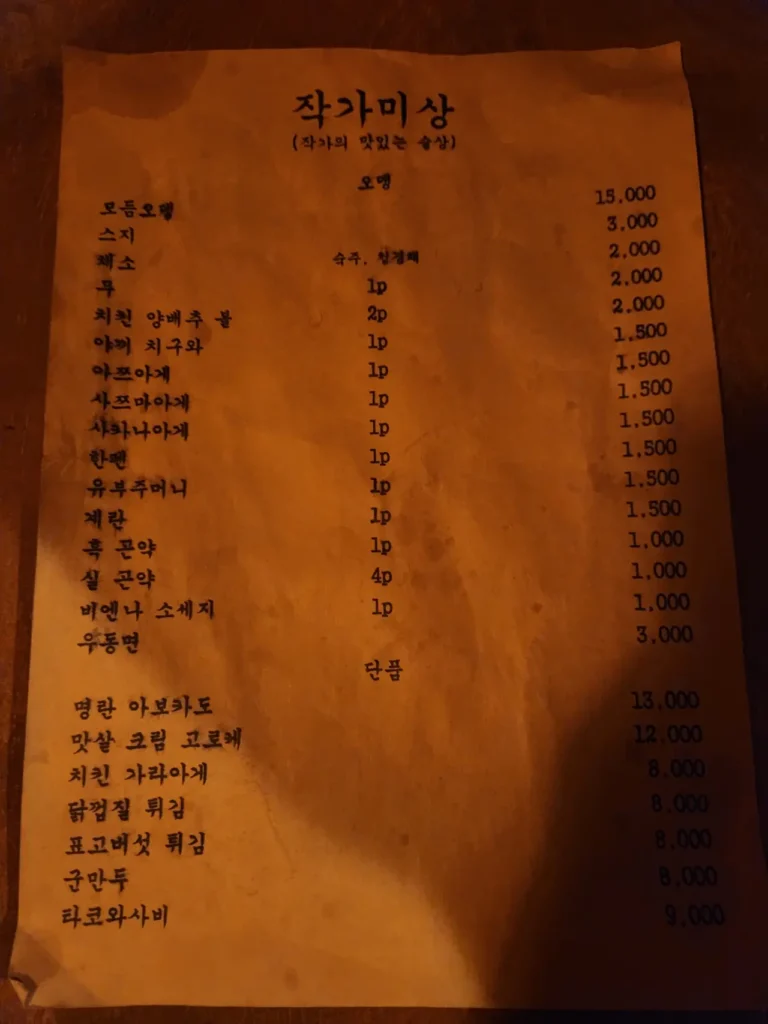 작가미상
(작가의 맛있는 술상)
오뎅
모듬오뎅 15,000
스지 3,000
채소 숙주, 청경채 2,000
무 1p 2,000
치킨 양배추 볼 2p 2,000
야끼 치구와 1p 1,500
아쯔아게 1p 1,500
사쯔마아게 1p 1,500
사카나아게 1p 1,500
한펜 1p 1,500
유부주머니 1p 1,500
계란 1p 1,500
흑 곤약 1p 1,000
실 곤약 4p 1,000
비엔나 소세지 1p 1,000
우동면 3,000
단품
명란 아보카도 13,000
맛살 크림 고로케 12,000
치킨 가라아게 8,000
닭껍질 튀김 8,000
표고버섯 튀김 8,000
군만두 8,000
타코와사비 9,000